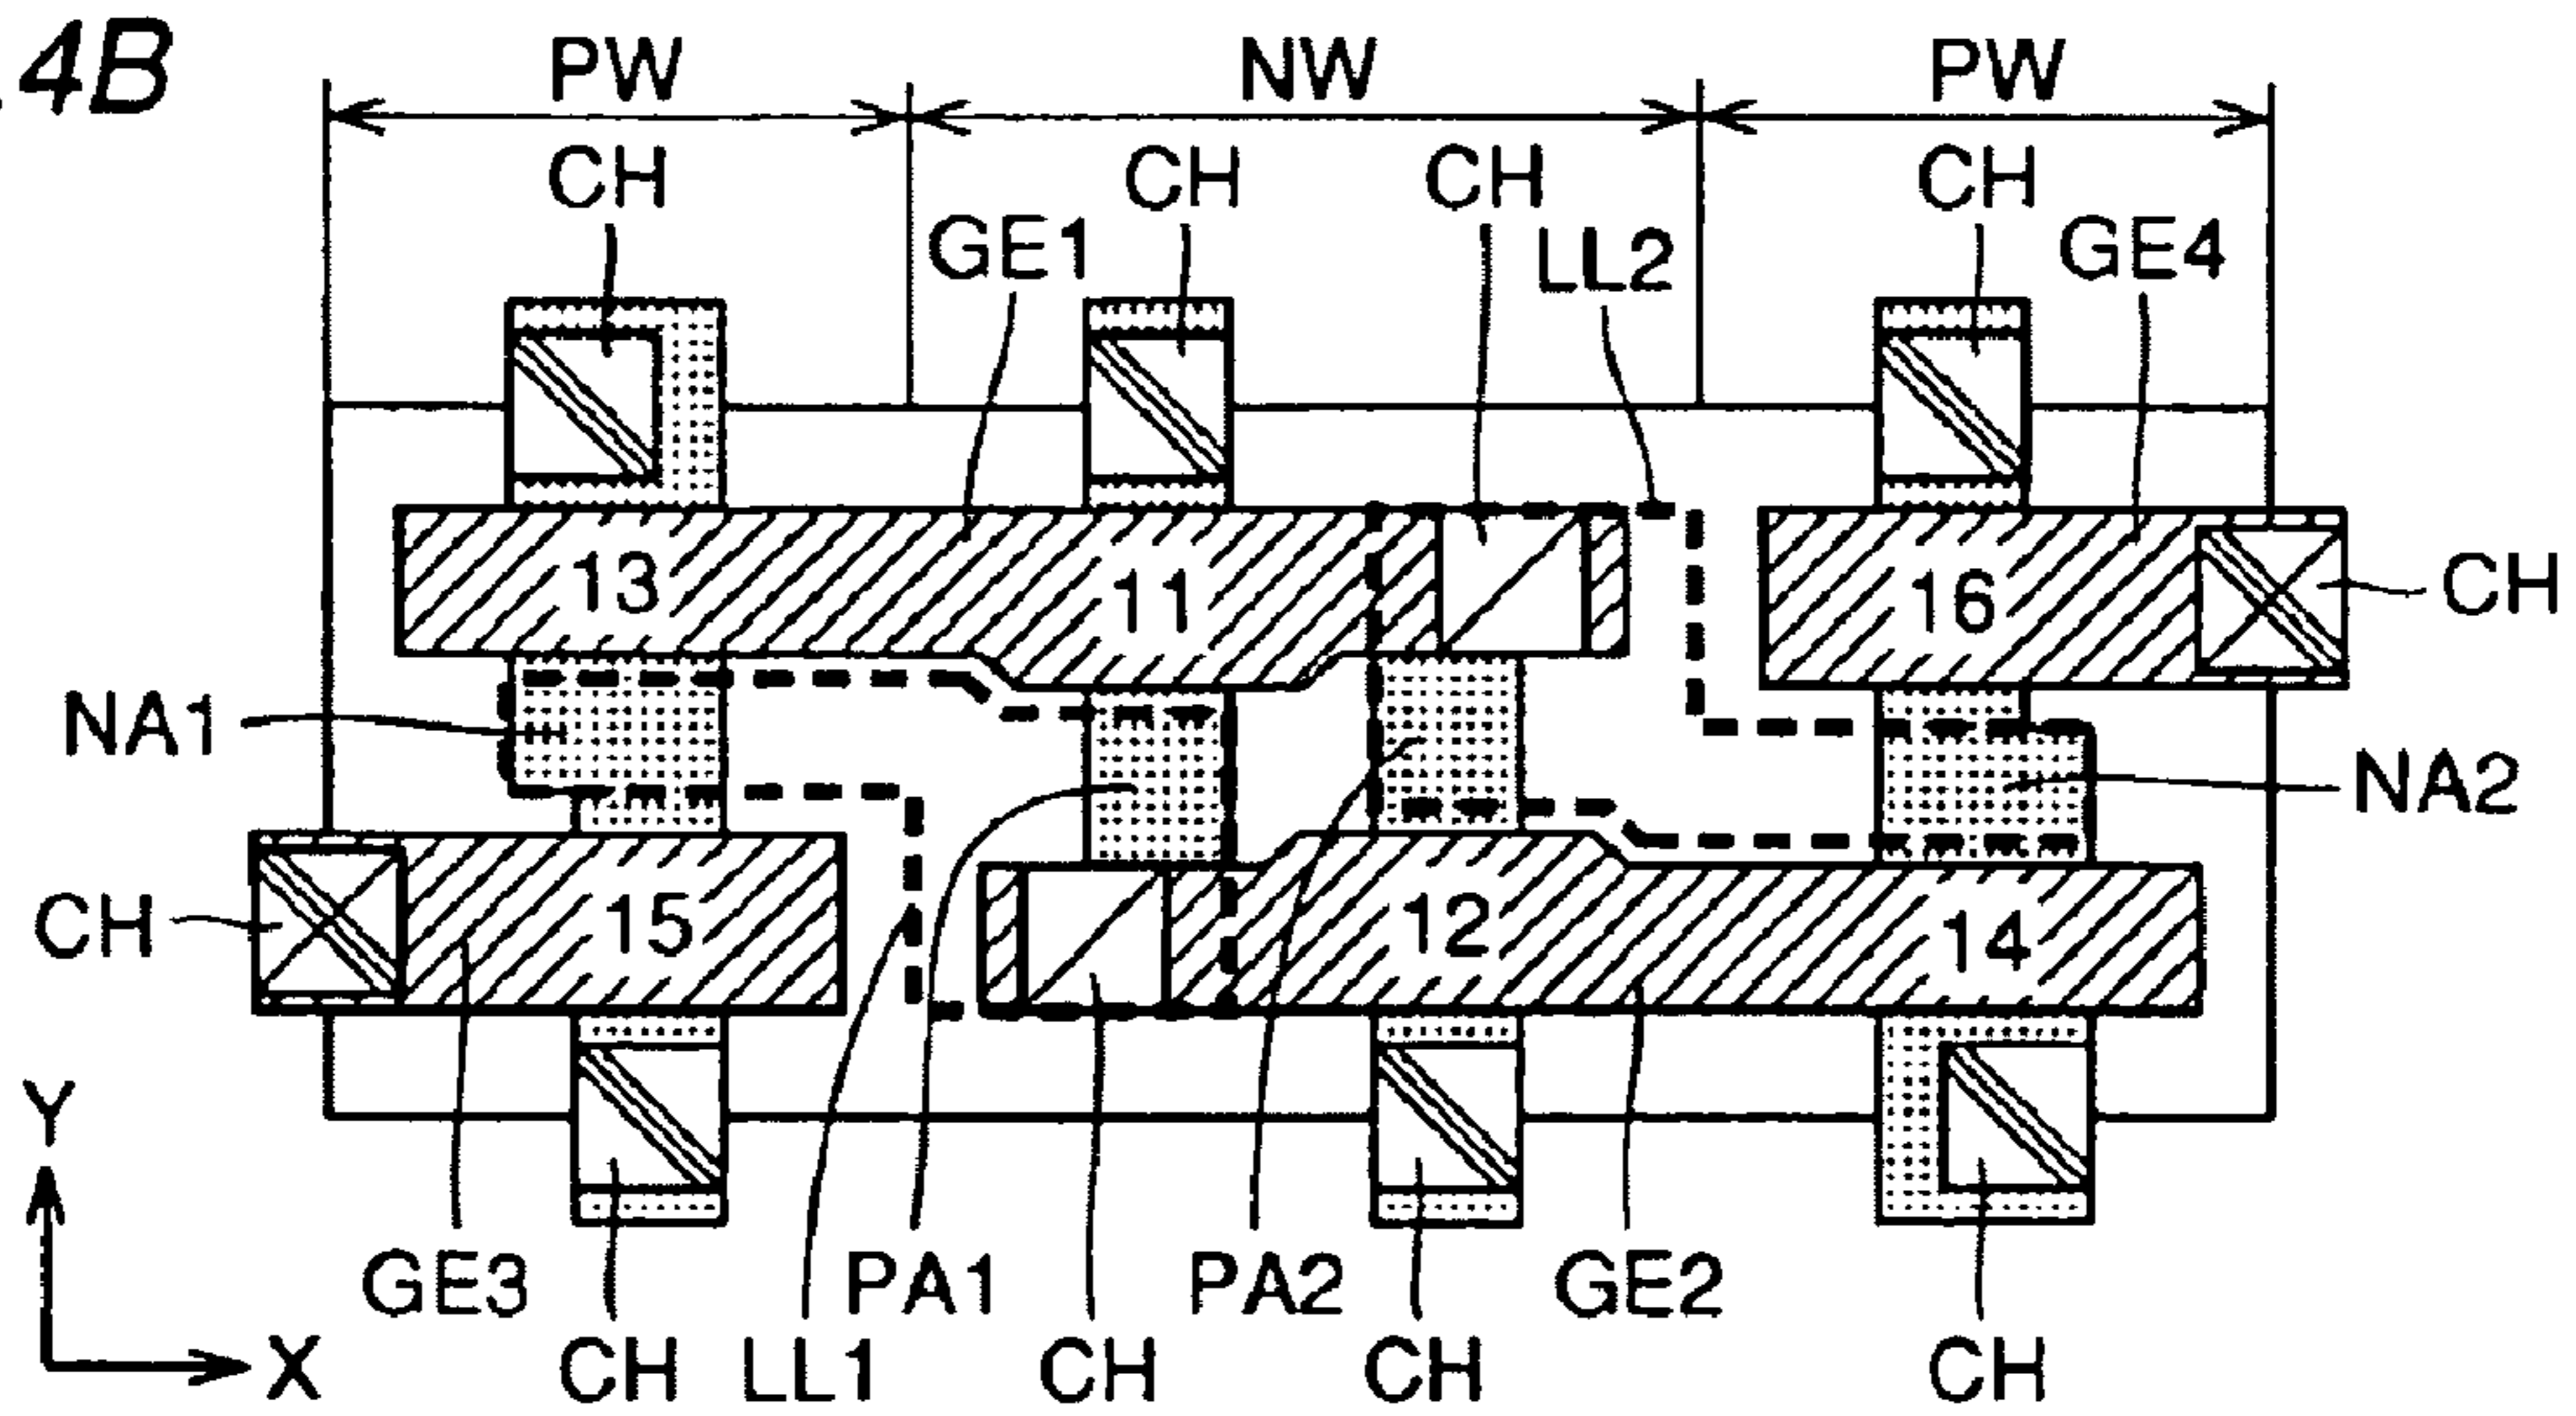 4B
PW NW PW
CH CH CH CH
GE1 LL2 GE4
13 11 16 CH
NA1 NA2
CH 15 12 14
Y
GE3 PA1 PA2 GE2
X CH LL1 CH CH CH